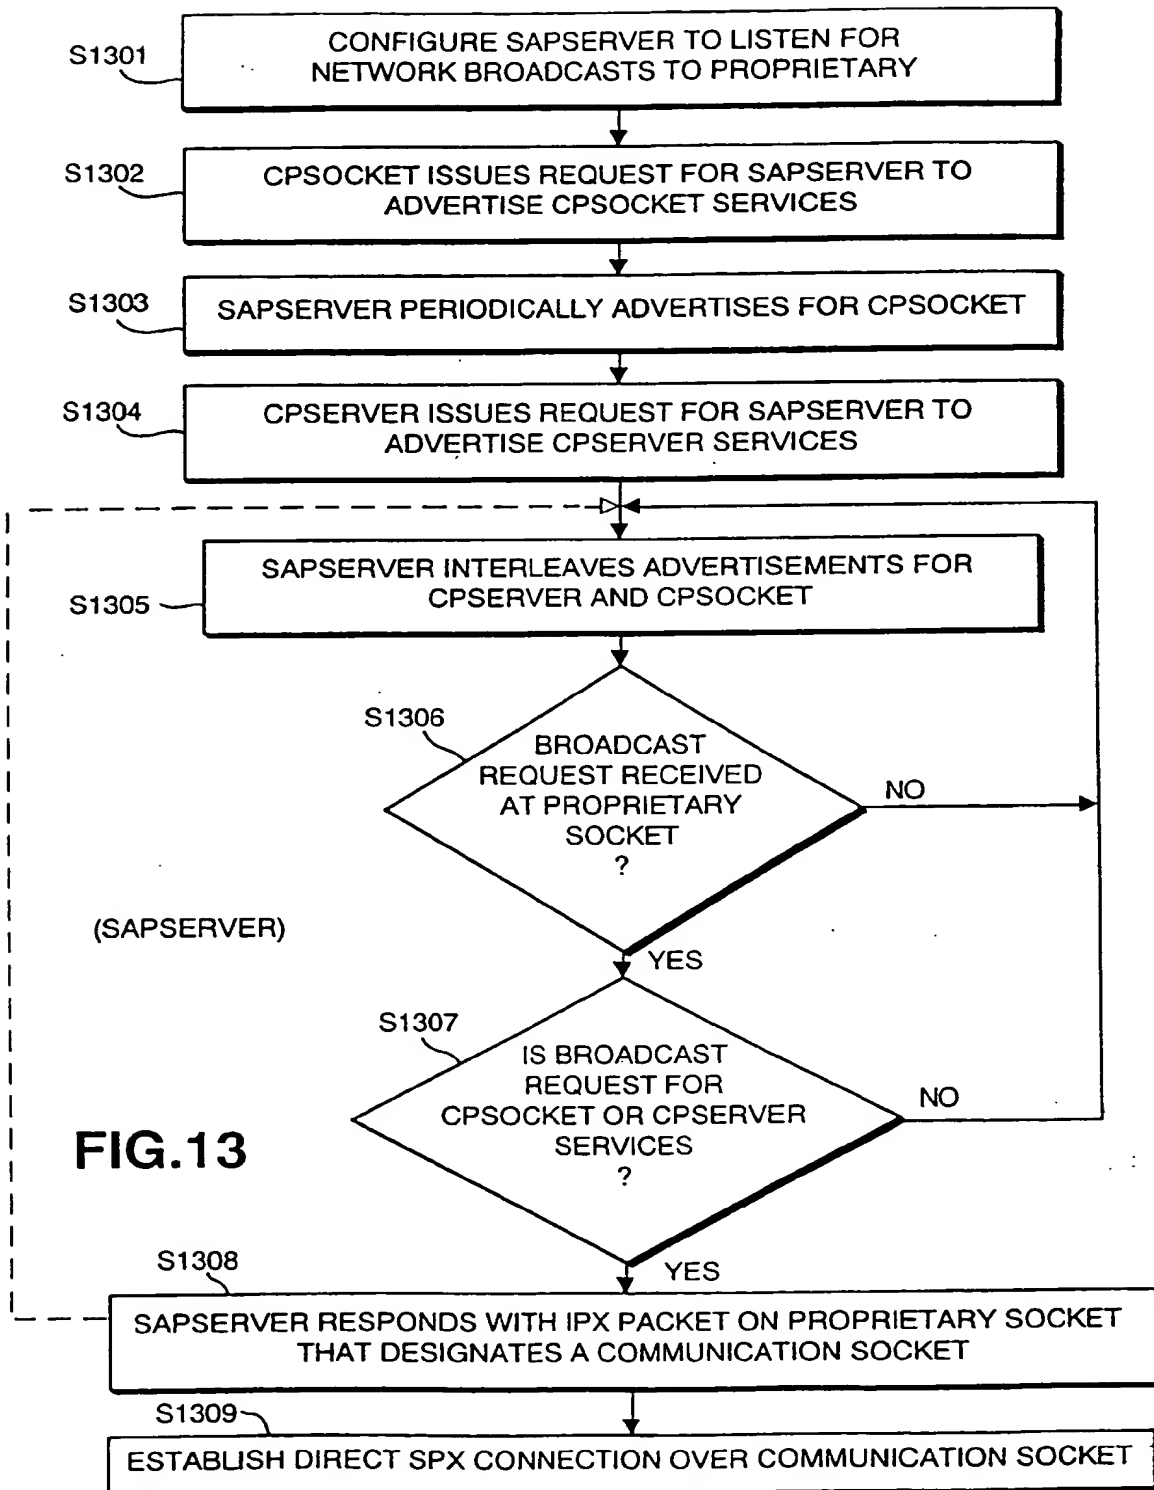 S1301
CONFIGURE SAPSERVER TO LISTEN FOR
NETWORK BROADCASTS TO PROPRIETARY
S1302
CPSOCKET ISSUES REQUEST FOR SAPSERVER TO
ADVERTISE CPSOCKET SERVICES
S1303
SAPSERVER PERIODICALLY ADVERTISES FOR CPSOCKET
S1304
CPSERVER ISSUES REQUEST FOR SAPSERVER TO
ADVERTISE CPSERVER SERVICES
S1305
SAPSERVER INTERLEAVES ADVERTISEMENTS FOR
CPSERVER AND CPSOCKET
S1306
BROADCAST
REQUEST RECEIVED
AT PROPRIETARY
SOCKET
?
NO
(SAPSERVER)
YES
S1307
IS BROADCAST
REQUEST FOR
CPSOCKET OR CPSERVER
SERVICES
?
NO
FIG.13
YES
S1308
SAPSERVER RESPONDS WITH IPX PACKET ON PROPRIETARY SOCKET
THAT DESIGNATES A COMMUNICATION SOCKET
S1309
ESTABLISH DIRECT SPX CONNECTION OVER COMMUNICATION SOCKET